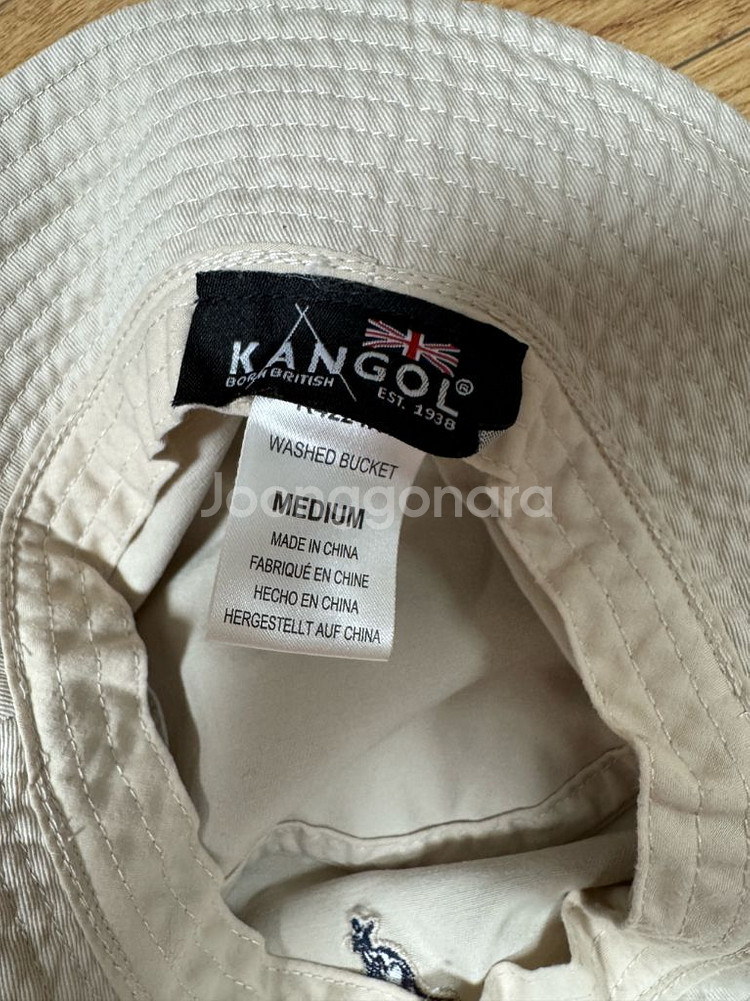 KANGOL®
BORN BRITISH
EST. 1938
WASHED BUCKET
Joonggonara
MEDIUM
MADE IN CHINA
FABRIQUÉ EN CHINE
HECHO EN CHINA
HERGESTELLT AUF CHINA